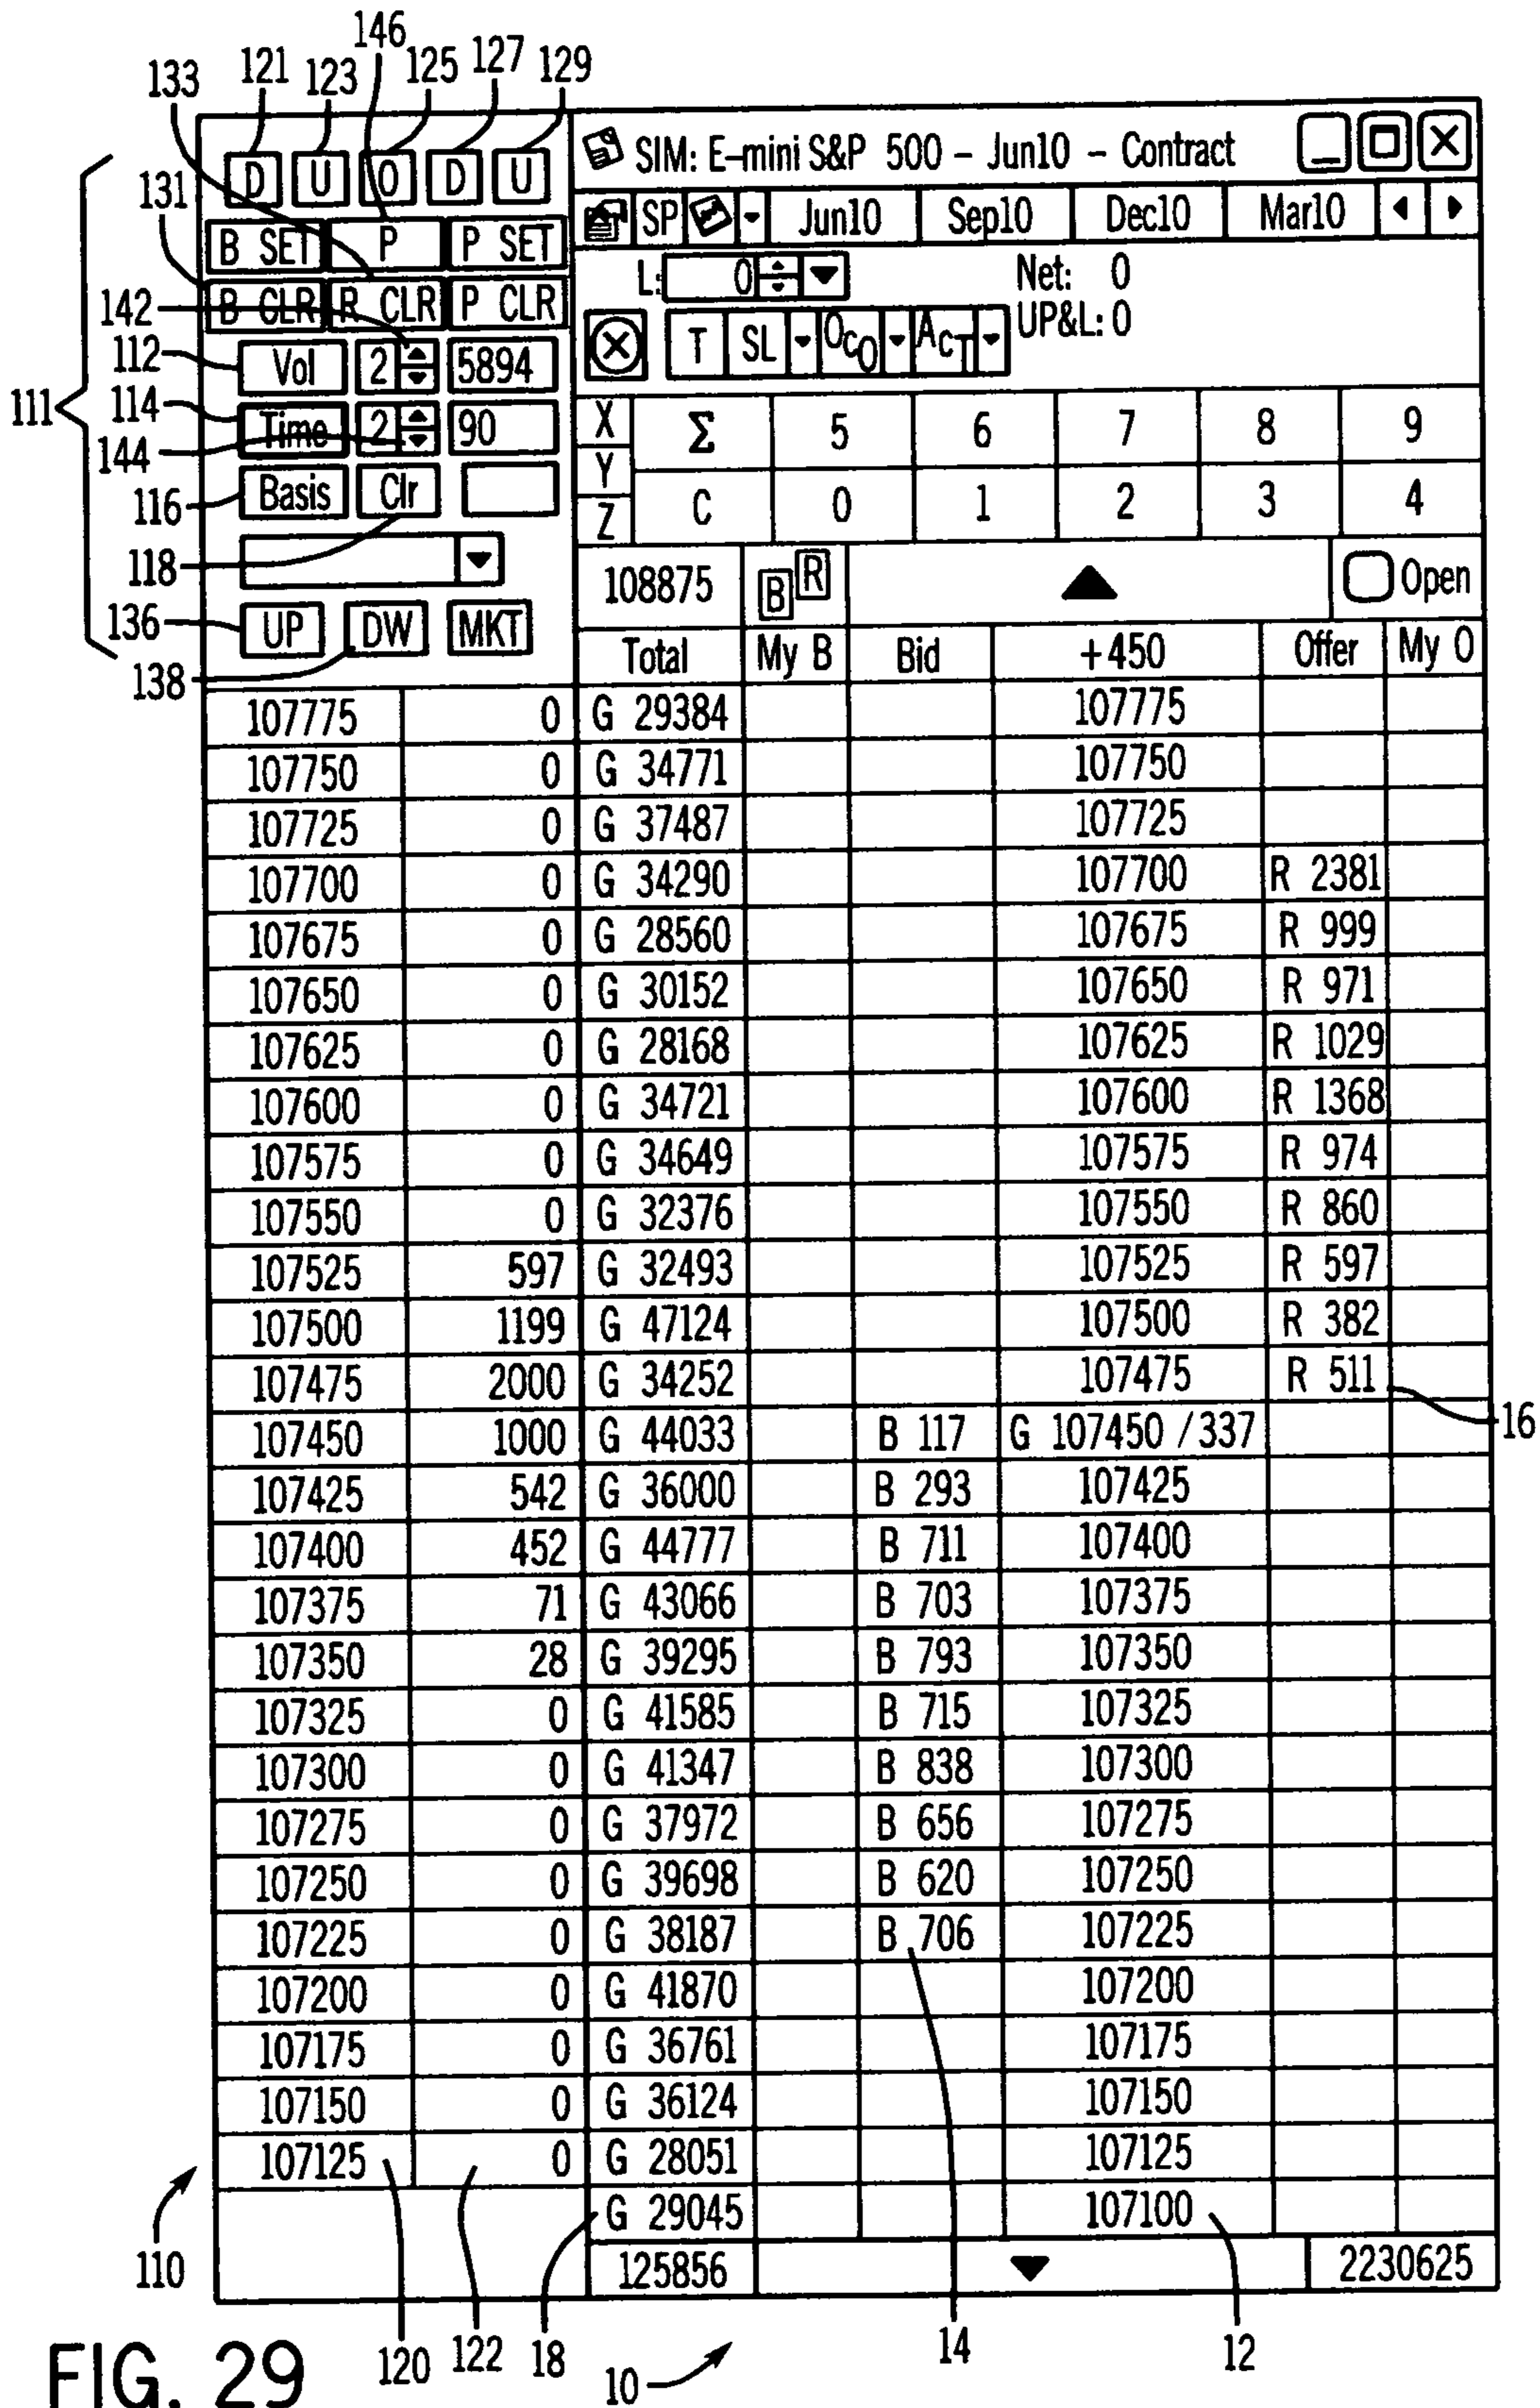 146
133 121 123 125 127 129
D U O D U SIM: E-mini S&P 500 - Jun10 - Contract
131
SP Jun10 Sep10 Dec10 Mar10
B SET P P SET
L: 0 Net: 0
B CLR R CLR P CLR UP&L: 0
142
T SL OCO ACT
112 Vol 2 5894
111
114 Time 2 90 X Σ 5 6 7 8 9
144 Y
116 Basis Clr Z C 0 1 2 3 4
118
108875 B R Open
136 UP DW MKT
Total My B Bid +450 Offer My O
138
107775 0 G 29384 107775
107750 0 G 34771 107750
107725 0 G 37487 107725
107700 0 G 34290 107700 R 2381
107675 0 G 28560 107675 R 999
107650 0 G 30152 107650 R 971
107625 0 G 28168 107625 R 1029
107600 0 G 34721 107600 R 1368
107575 0 G 34649 107575 R 974
107550 0 G 32376 107550 R 860
107525 597 G 32493 107525 R 597
107500 1199 G 47124 107500 R 382
107475 2000 G 34252 107475 R 511
16
107450 1000 G 44033 B 117 G 107450 / 337
107425 542 G 36000 B 293 107425
107400 452 G 44777 B 711 107400
107375 71 G 43066 B 703 107375
107350 28 G 39295 B 793 107350
107325 0 G 41585 B 715 107325
107300 0 G 41347 B 838 107300
107275 0 G 37972 B 656 107275
107250 0 G 39698 B 620 107250
107225 0 G 38187 B 706 107225
107200 0 G 41870 107200
107175 0 G 36761 107175
107150 0 G 36124 107150
107125 0 G 28051 107125
G 29045 107100
110
125856 2230625
120 122 18 14 12
10
FIG. 29